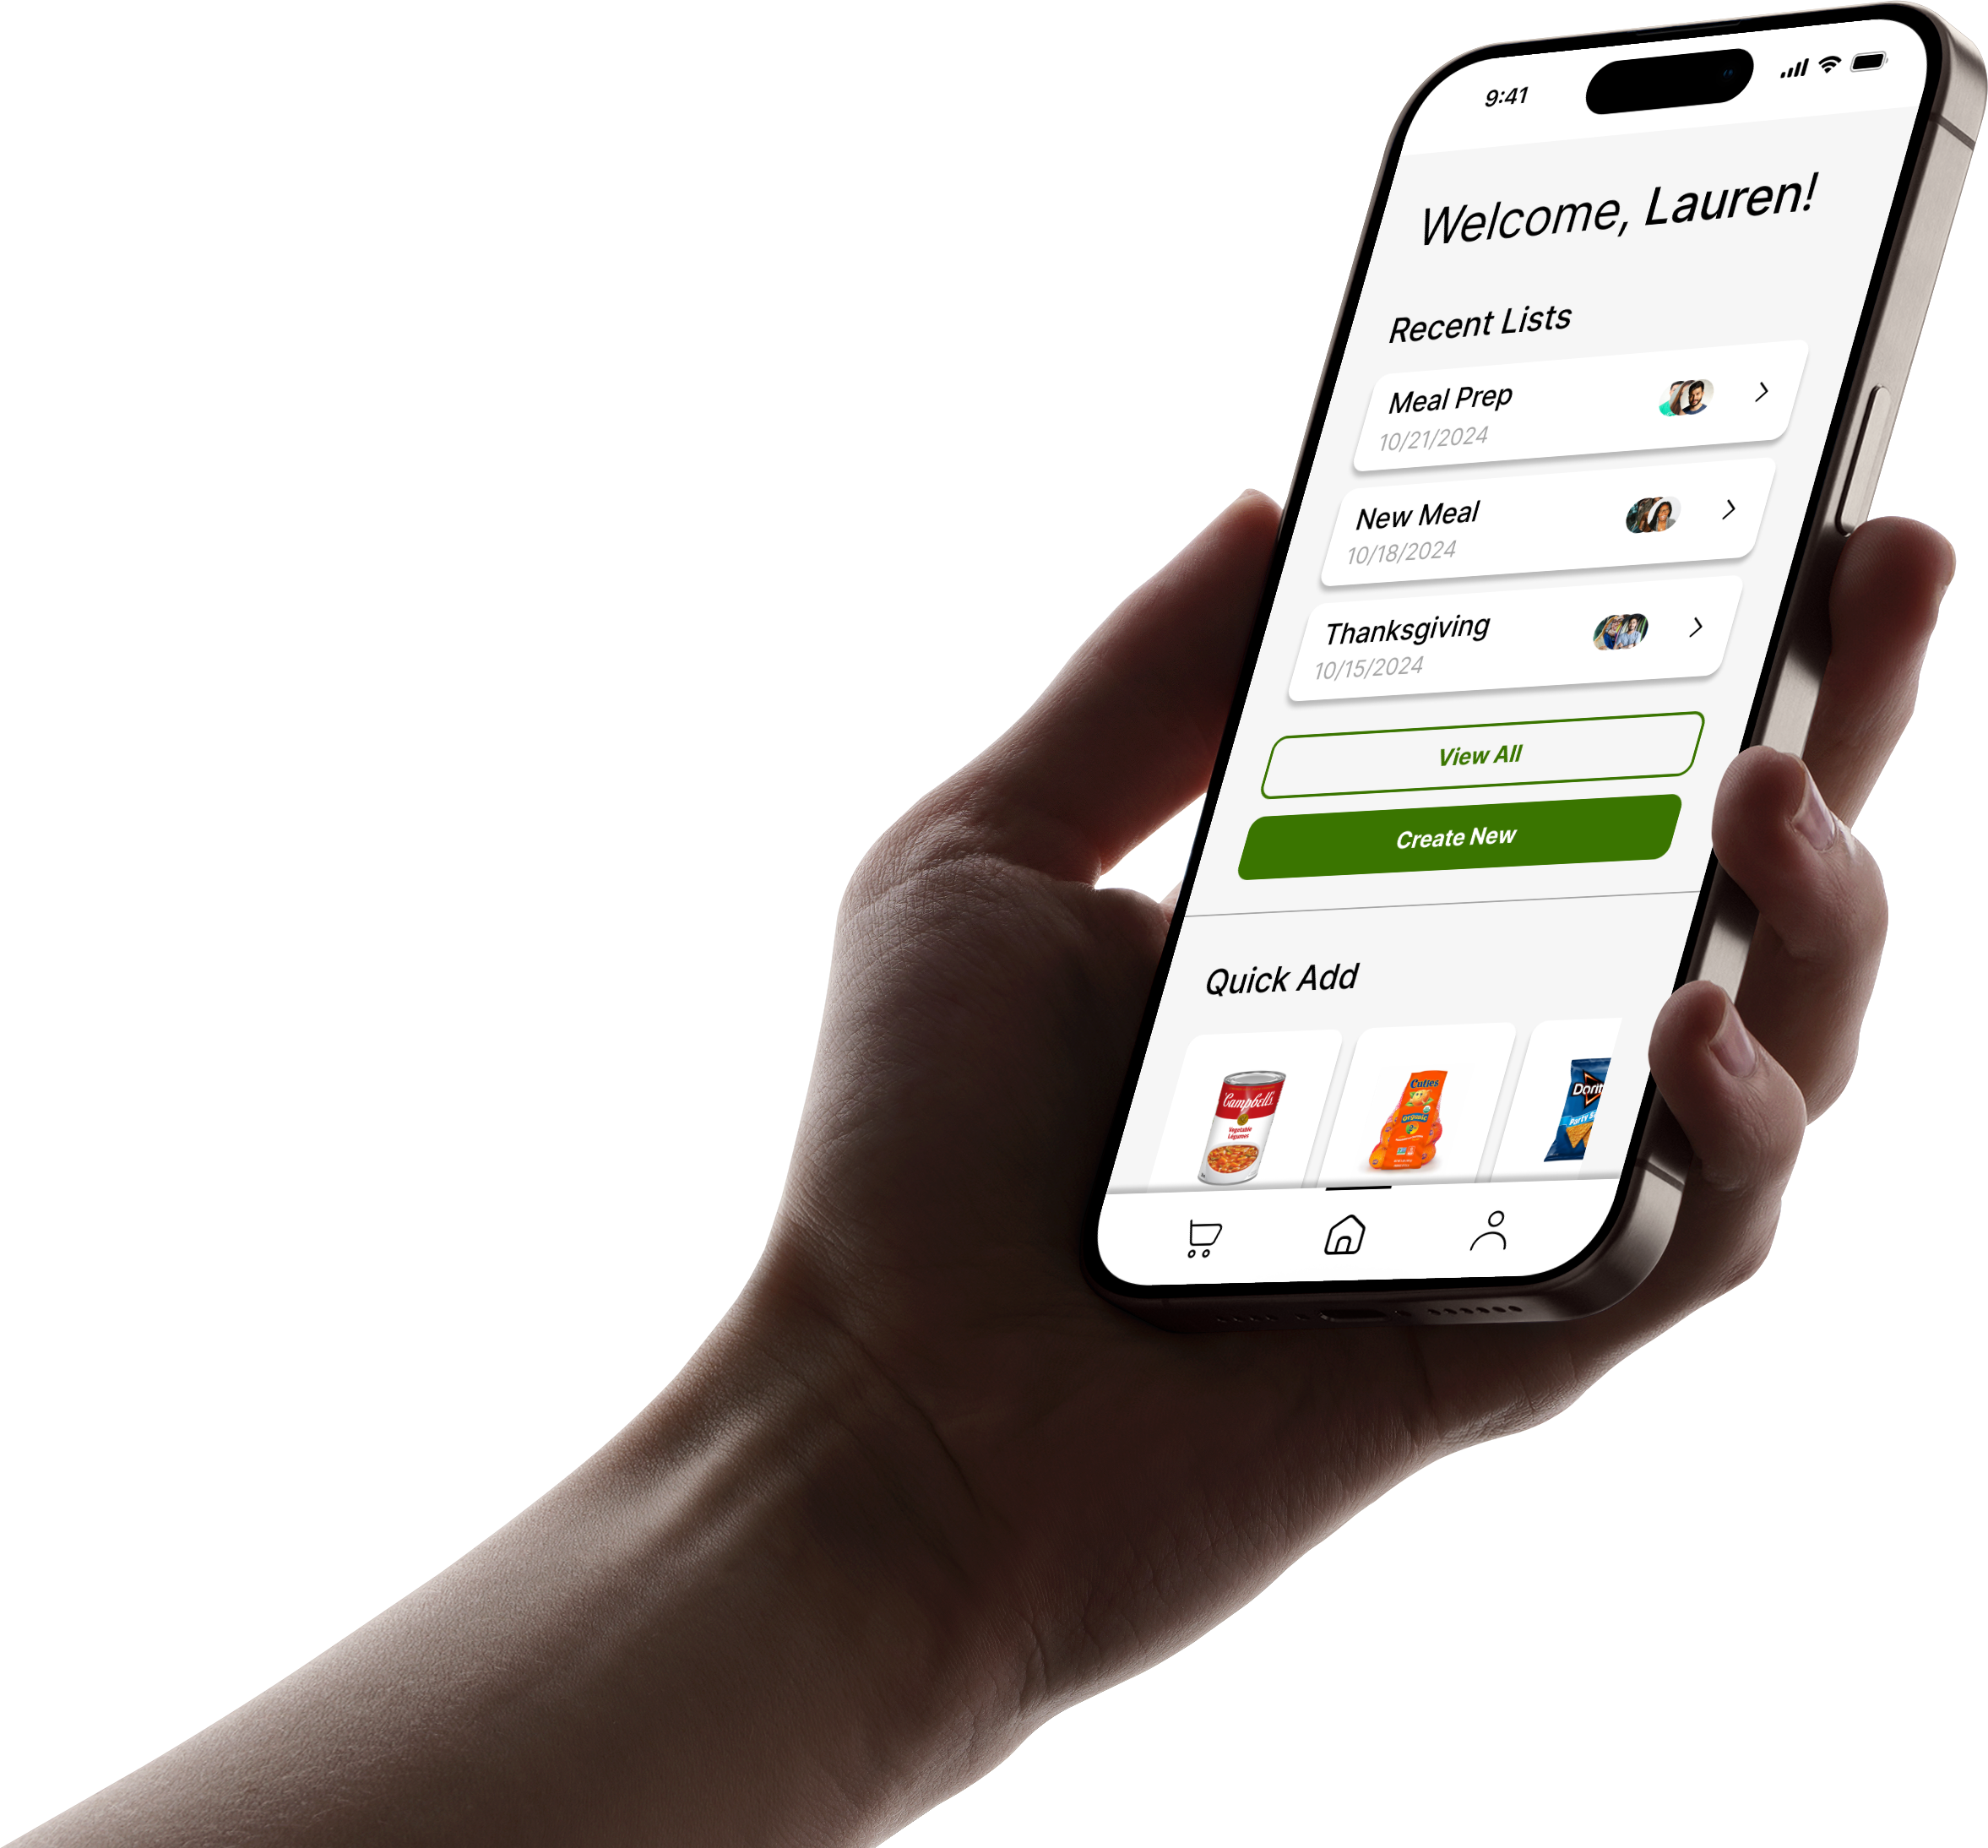 9:41
Welcome, Lauren!
Recent Lists
Meal Prep
10/21/2024
New Meal
10/18/2024
Thanksgiving
10/15/2024
View All
Create New
Quick Add
Campbell's
Vegetable
Légumes
Cuties
Organic
Dorit
Party S